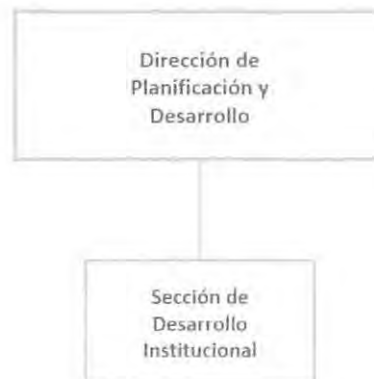 Dirección de
Planificación y
Desarrollo
Sección de
Desarrollo
Institucional